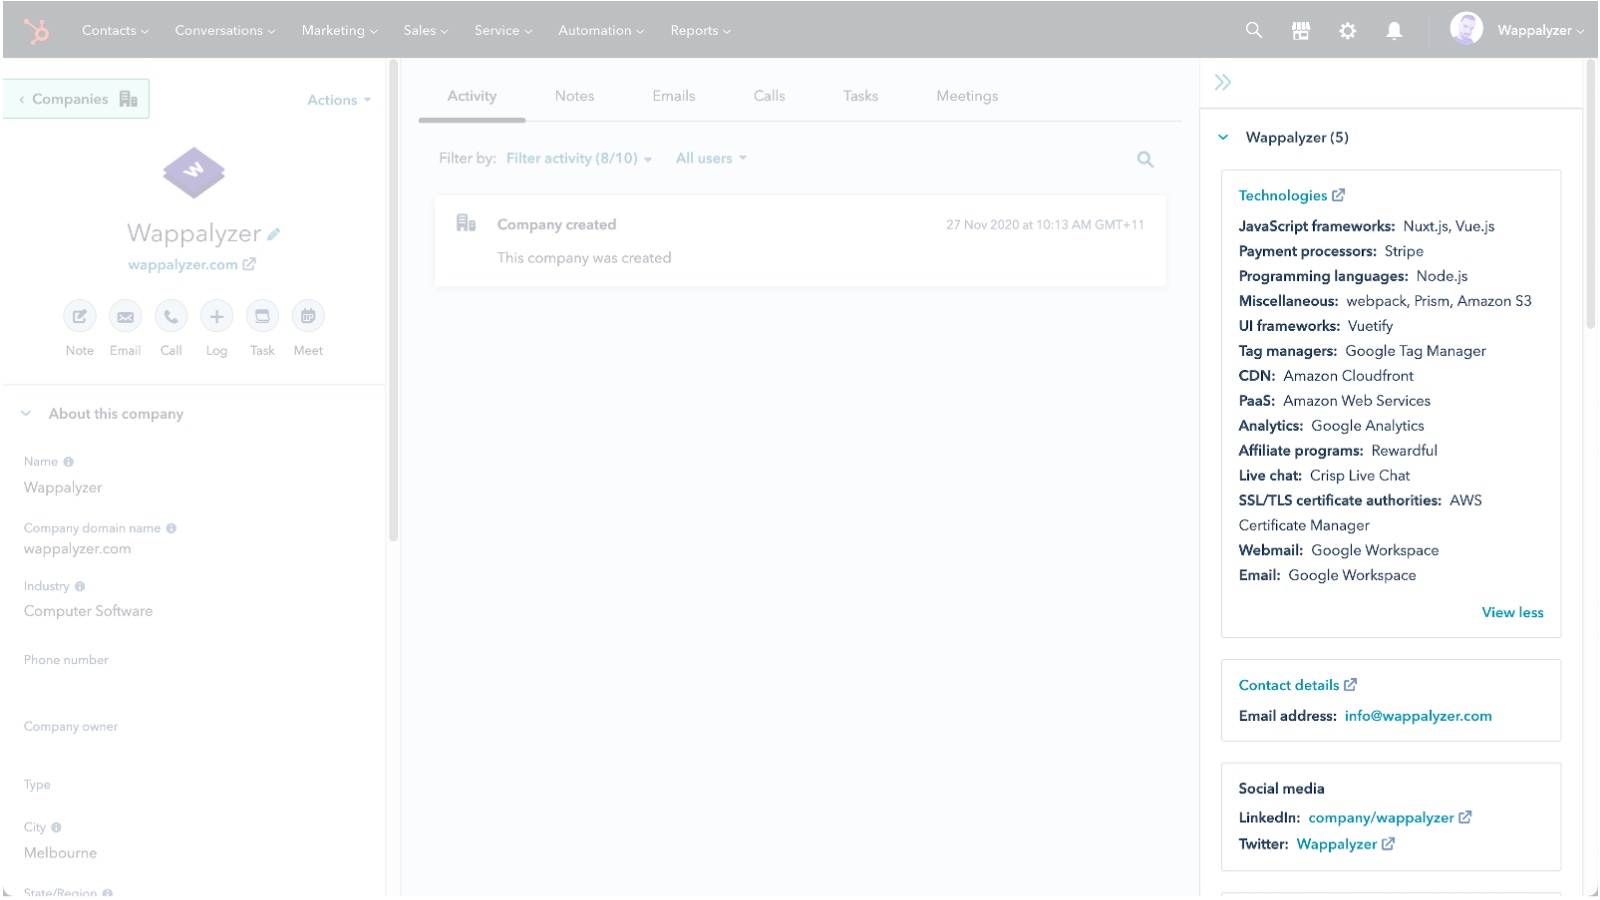 Contacts
Conversations
Marketing
Sales
Service
Automation
Reports
Wappalyzer
Companies
Actions
Wappalyzer
wappalyzer.com
Note
Email
Call
Log
Task
Meet
About this company
Name
Wappalyzer
Company domain name
wappalyzer.com
Industry
Computer Software
Phone number
Company owner
Type
City
Melbourne
State/Region
Activity
Notes
Emails
Calls
Tasks
Meetings
Filter by: Filter activity (8/10) All users
Company created
27 Nov 2020 at 10:13 AM GMT+11
This company was created
Wappalyzer (5)
Technologies
JavaScript frameworks: Nuxt.js, Vue.js
Payment processors: Stripe
Programming languages: Node.js
Miscellaneous: webpack, Prism, Amazon S3
UI frameworks: Vuetify
Tag managers: Google Tag Manager
CDN: Amazon Cloudfront
PaaS: Amazon Web Services
Analytics: Google Analytics
Affiliate programs: Rewardful
Live chat: Crisp Live Chat
SSL/TLS certificate authorities: AWS
Certificate Manager
Webmail: Google Workspace
Email: Google Workspace
View less
Contact details
Email address: info@wappalyzer.com
Social media
LinkedIn: company/wappalyzer
Twitter: Wappalyzer